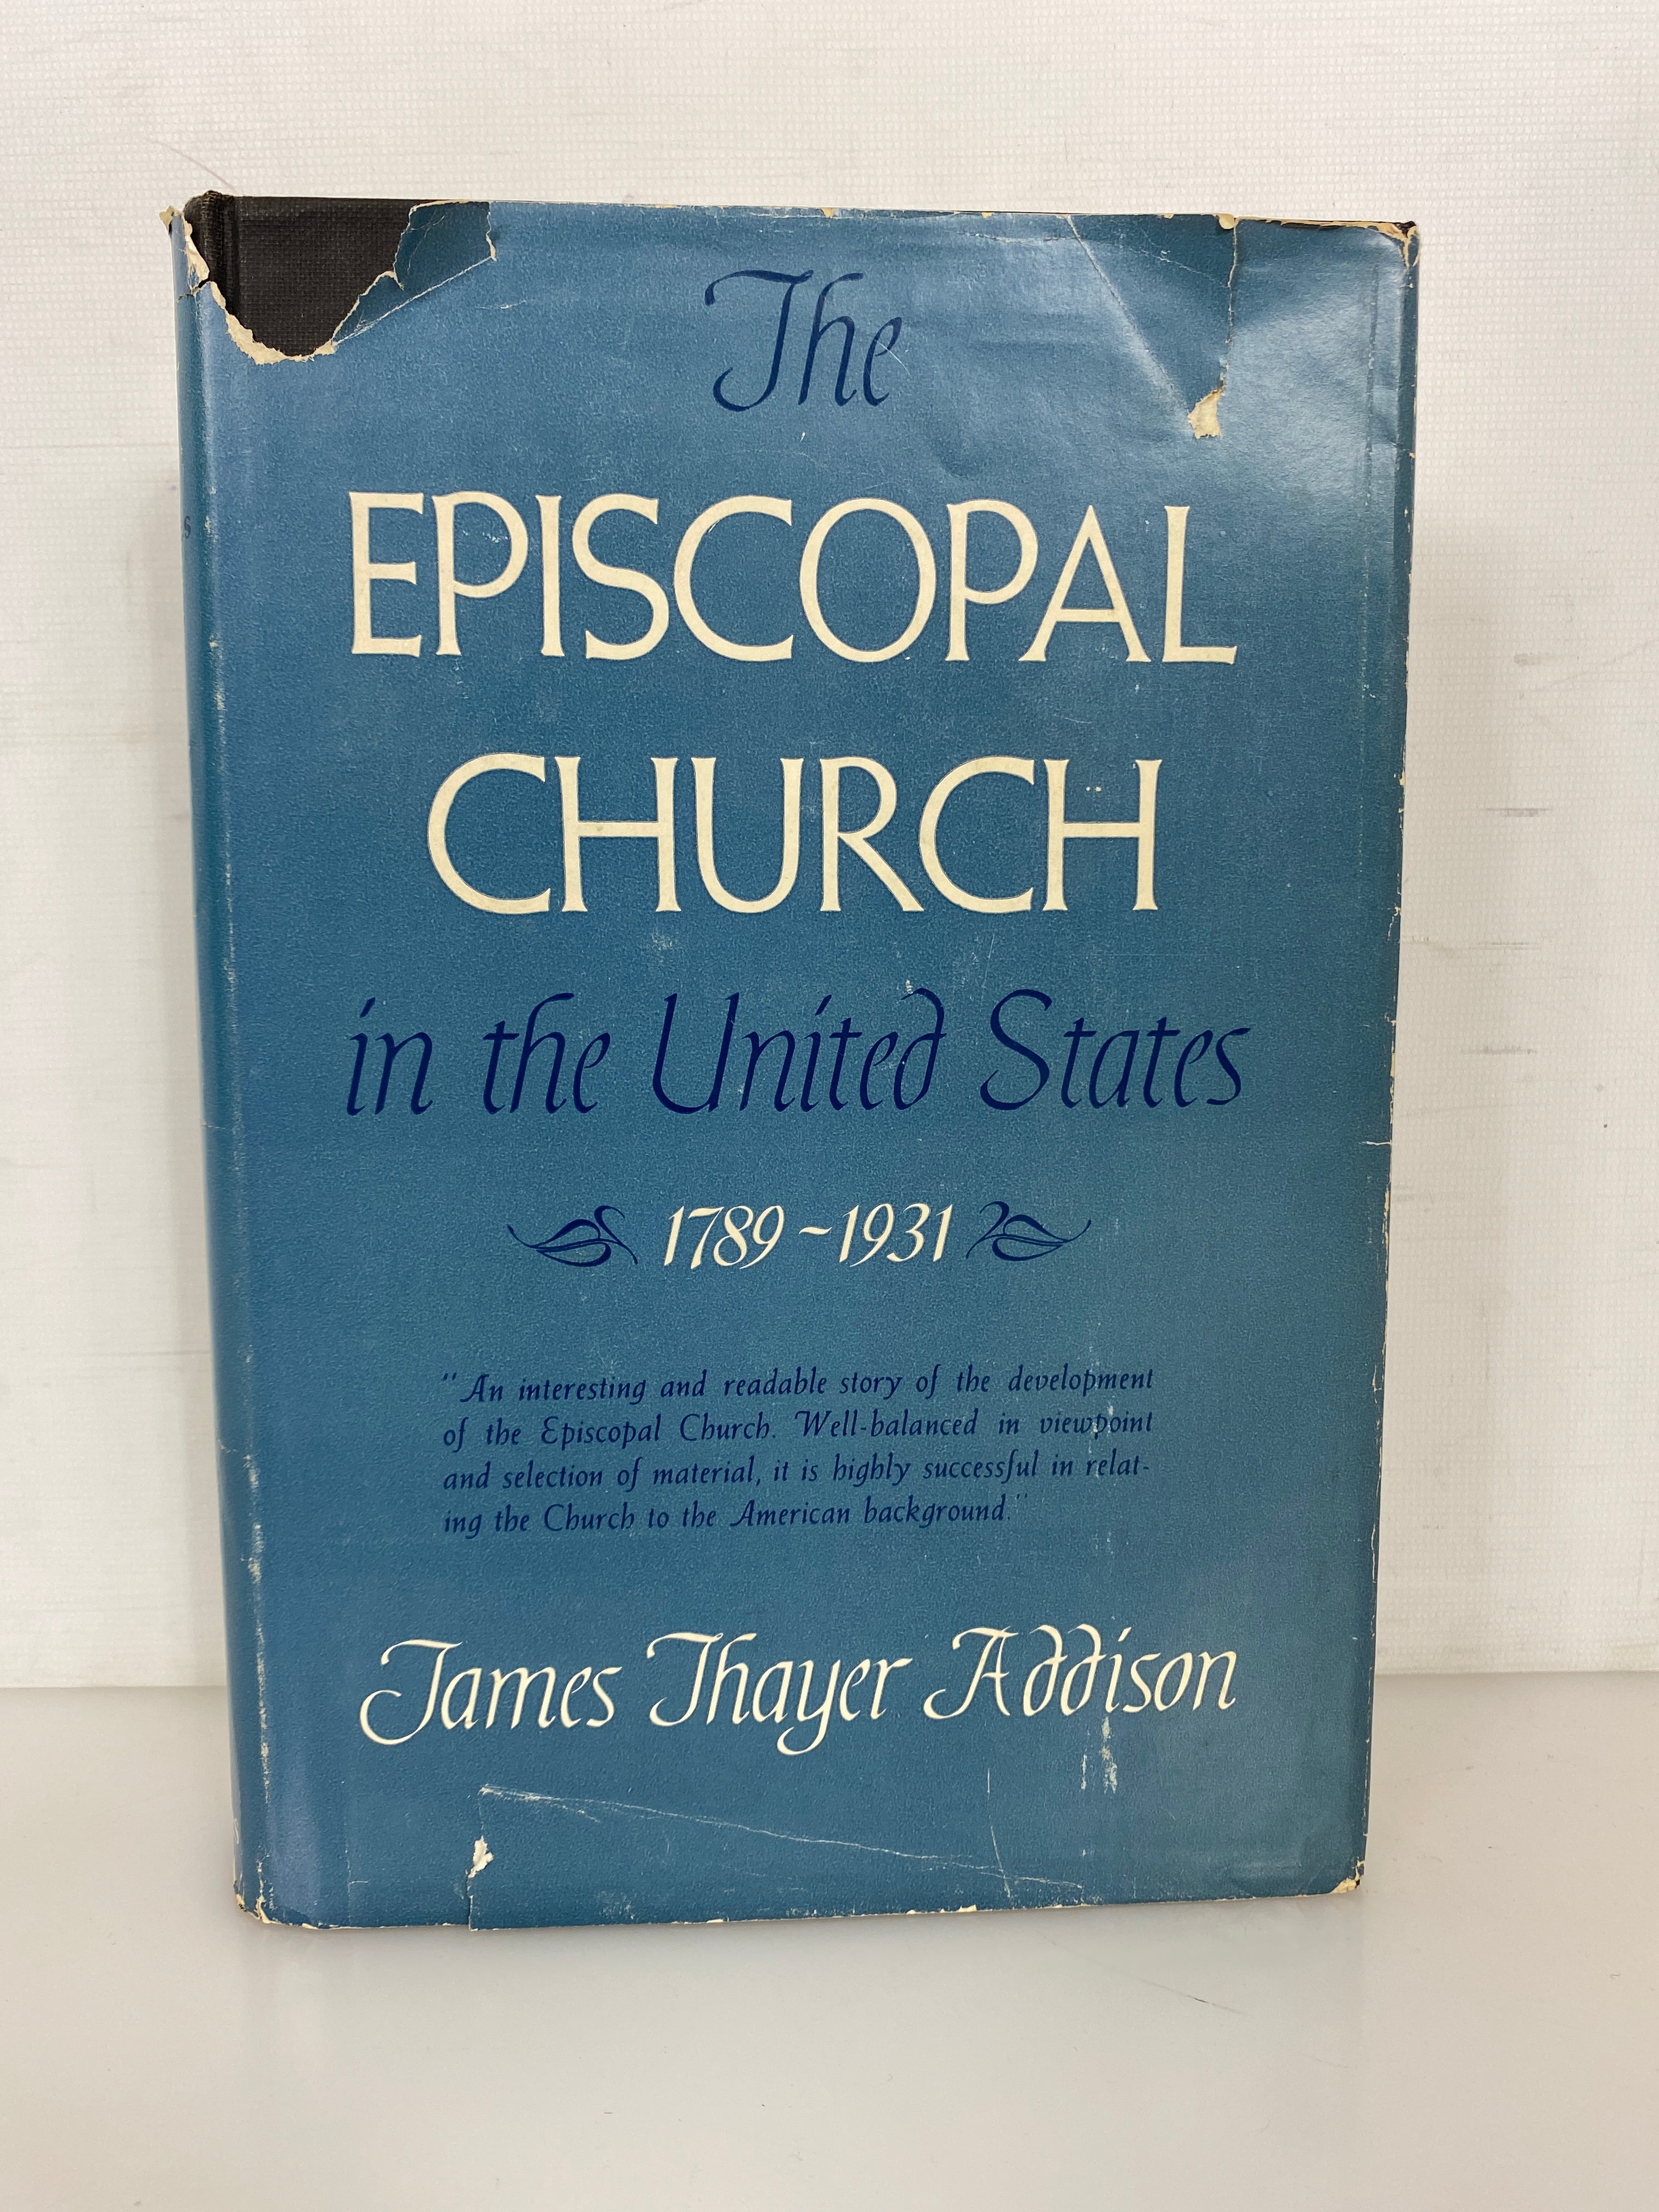 The
EPISCOPAL
CHURCH
in the United States
1789~1931
"An interesting and readable story of the development
of the Episcopal Church. Well-balanced in viewpoint
and selection of material, it is highly successful in relat-
ing the Church to the American background."
James Thayer Addison